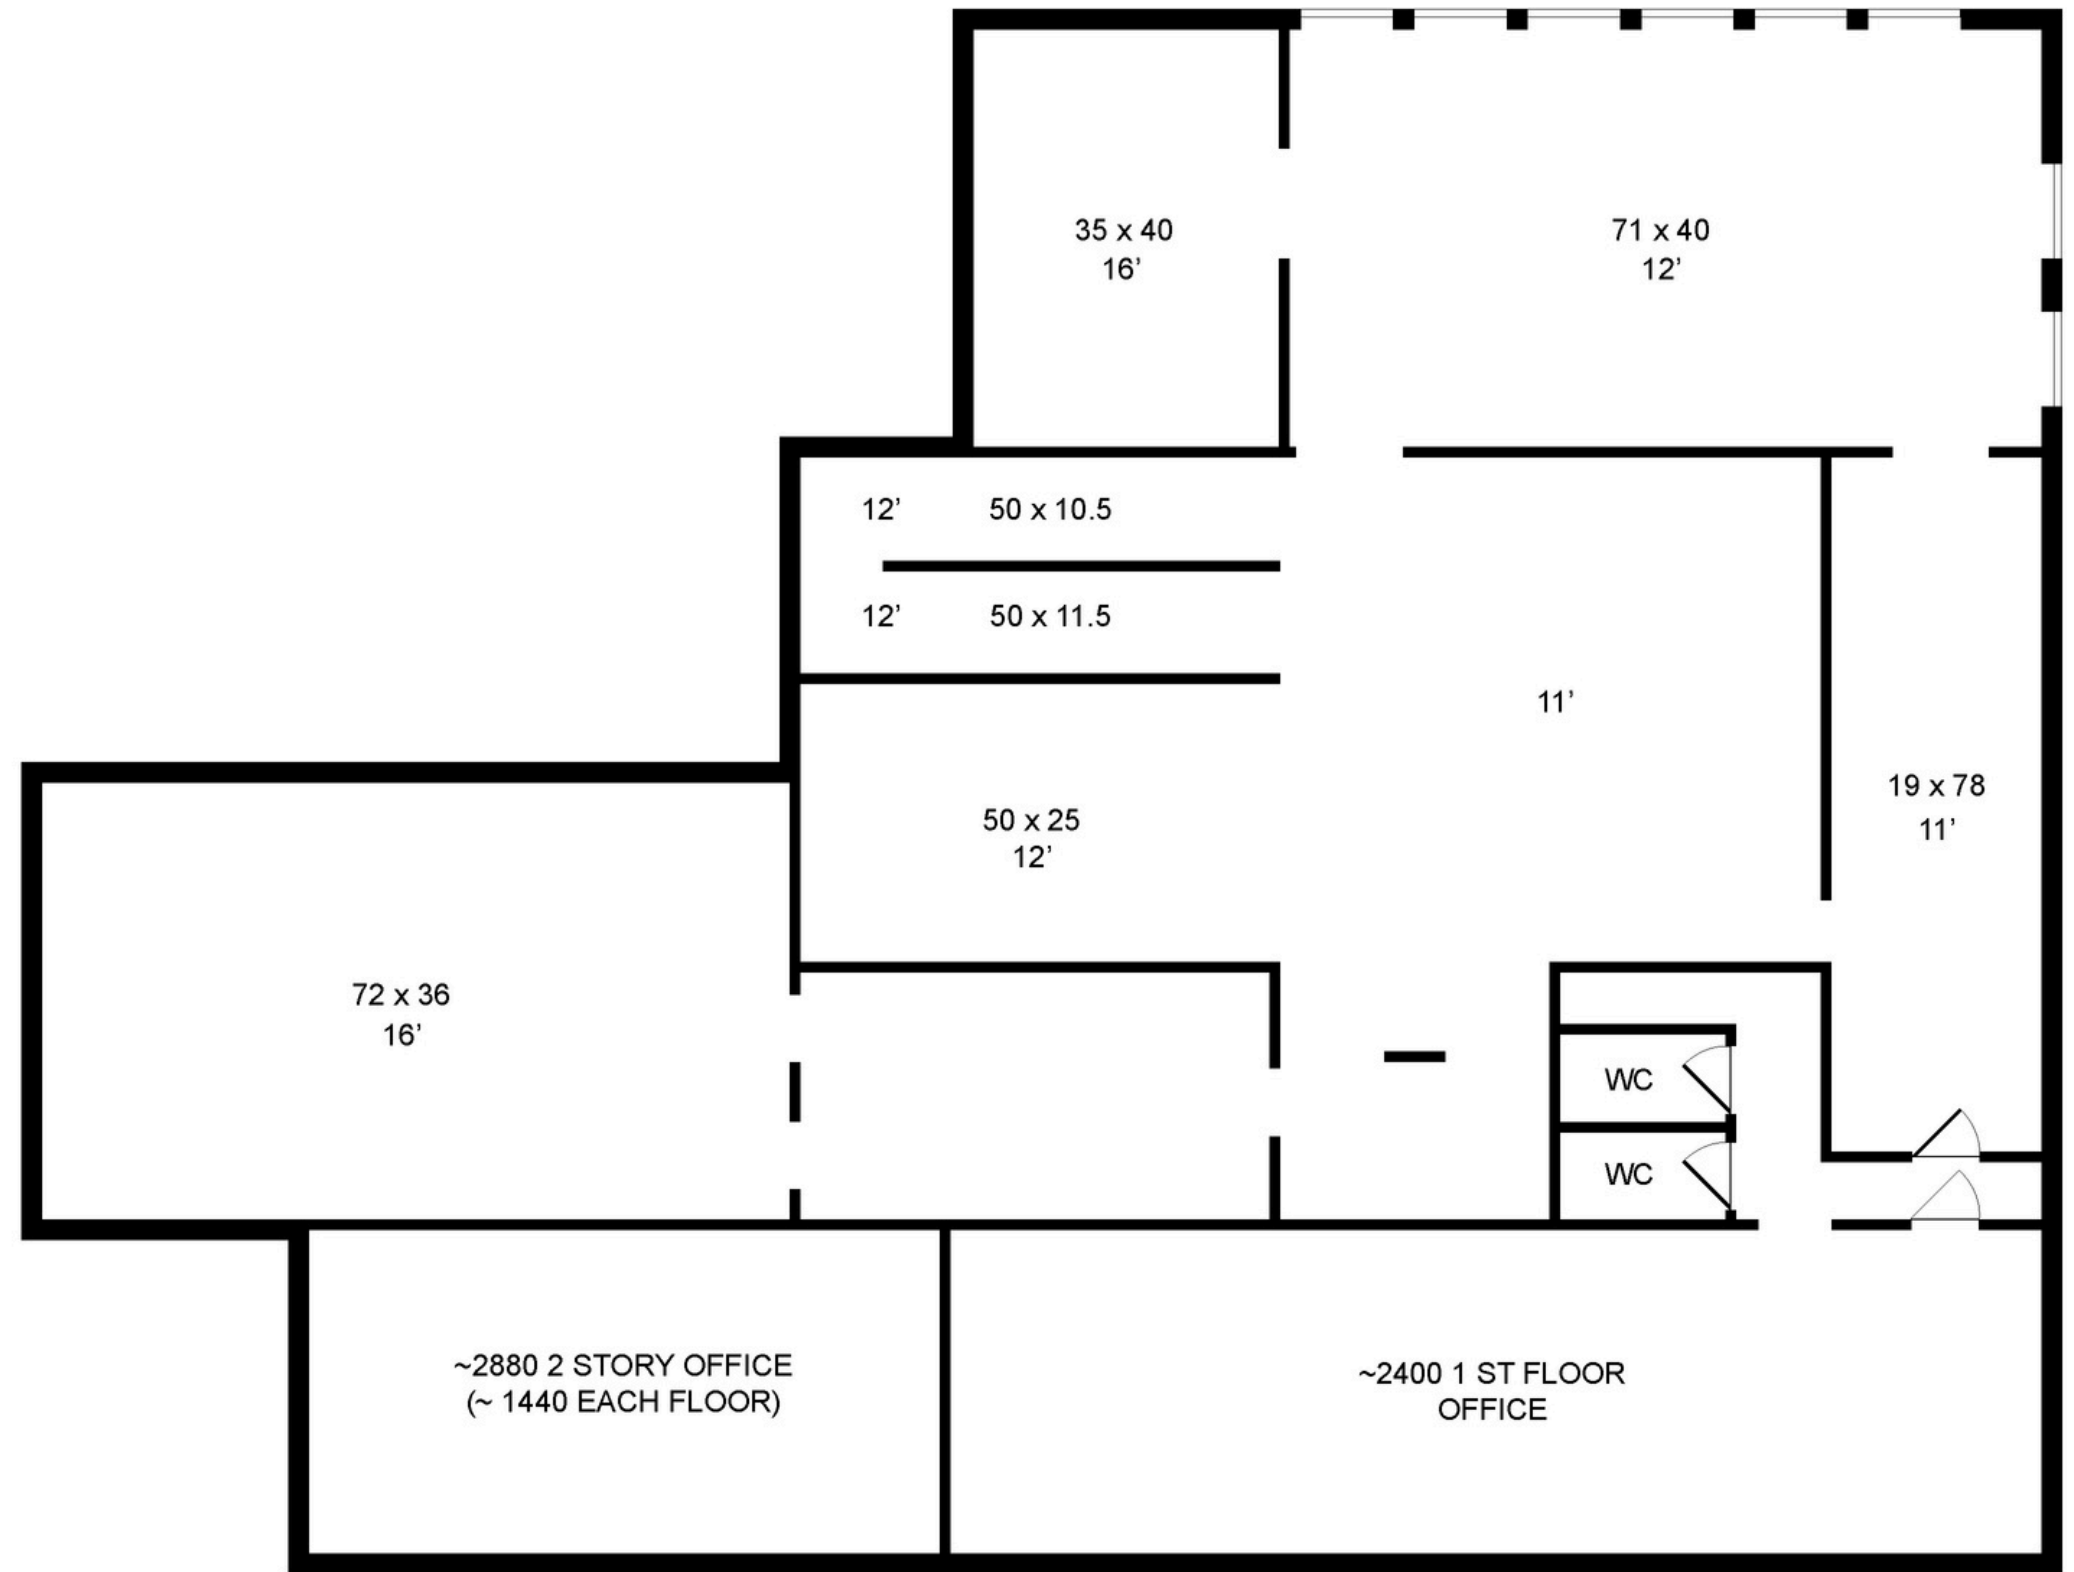 35 x 40
16’
71 x 40
12’
12’ 50 x 10.5
12’ 50 x 11.5
11’
50 x 25
12’
19 x 78
11’
72 x 36
16’
WC
WC
~2880 2 STORY OFFICE
(~ 1440 EACH FLOOR)
~2400 1 ST FLOOR
OFFICE